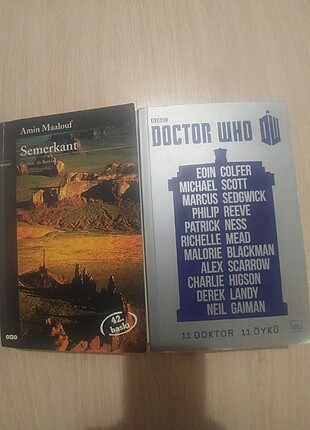 Amin Maalouf
Semerkant
42.
baskı
BBC
DOCTOR WHO DW
EOIN COLFER
MICHAEL SCOTT
MARCUS SEDGWICK
PHILIP REEVE
PATRICK NESS
RICHELLE MEAD
MALORIE BLACKMAN
ALEX SCARROW
CHARLIE HIGSON
DEREK LANDY
NEIL GAIMAN
11 DOKTOR 11 ÖYKÜ